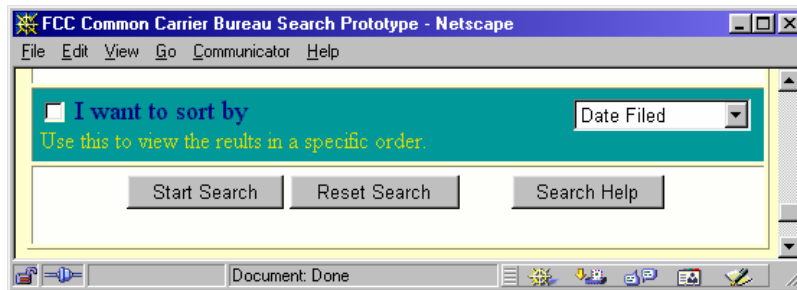 FCC Common Carrier Bureau Search Prototype - Netscape
File Edit View Go Communicator Help
I want to sort by
Date Filed
Use this to view the reults in a specific order.
Start Search Reset Search Search Help
Document: Done